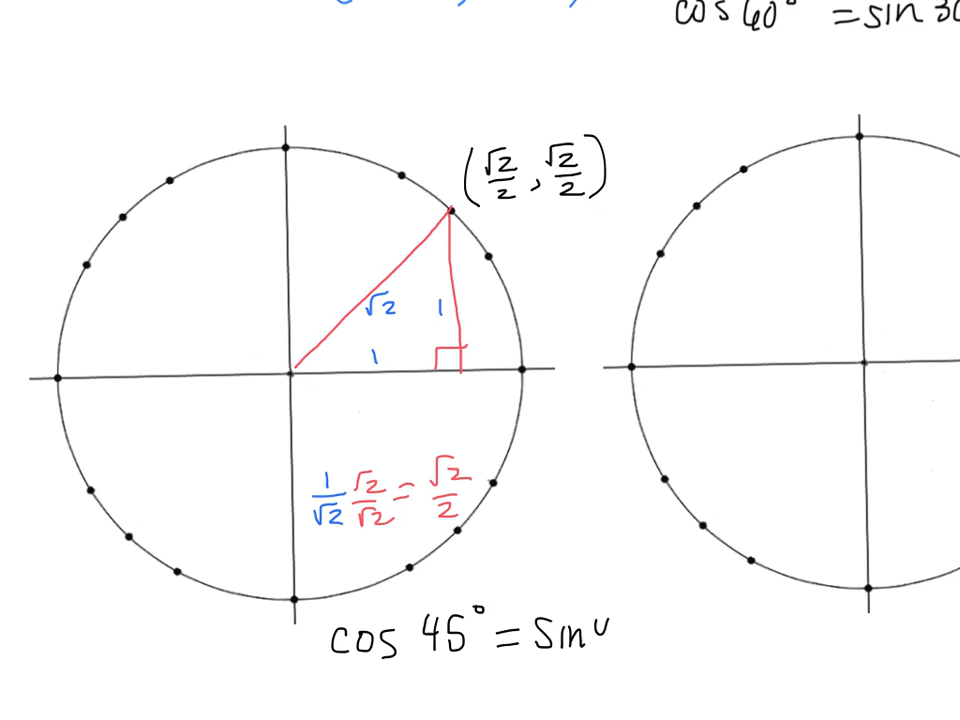 cos 60° = sin 30
(√2/2, √2/2)
√2
1
1
1/√2 √2/√2 = √2/2
cos 45° = sin